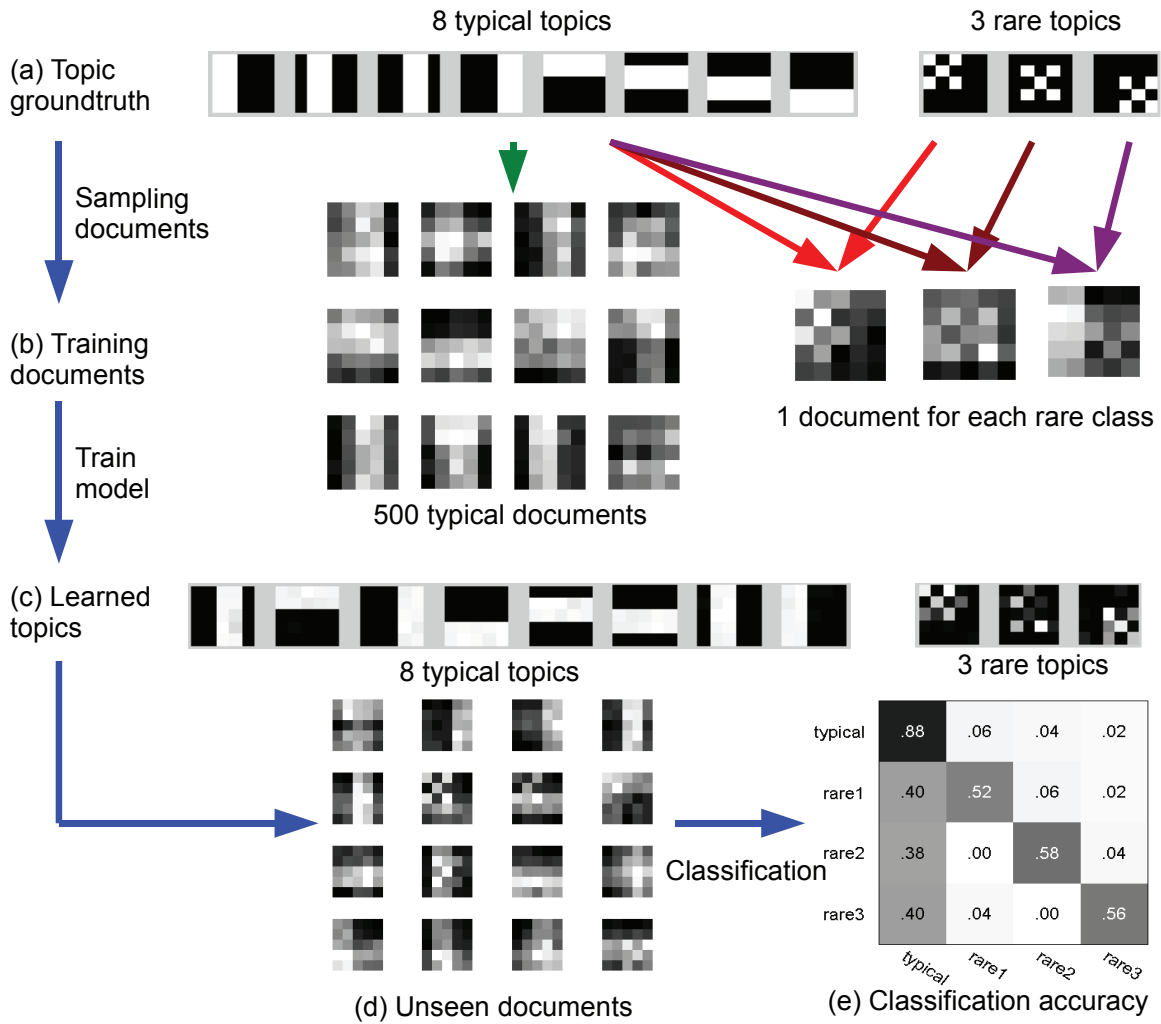 8 typical topics
3 rare topics
(a) Topic
groundtruth
Sampling
documents
(b) Training
documents
1 document for each rare class
Train
model
500 typical documents
(c) Learned
topics
8 typical topics
3 rare topics
typical .88 .06 .04 .02
rare1 .40 .52 .06 .02
rare2 .38 .00 .58 .04
rare3 .40 .04 .00 .56
typical rare1 rare2 rare3
Classification
(d) Unseen documents
(e) Classification accuracy